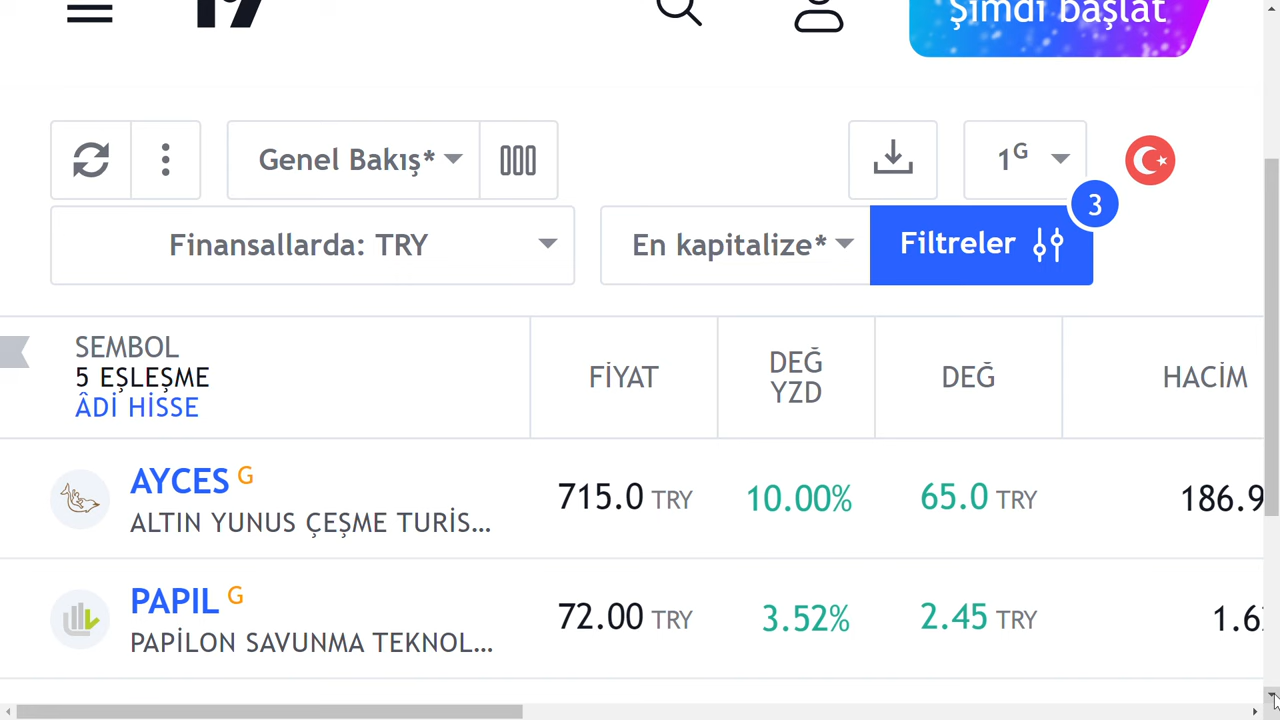 Şimdi başlat
Genel Bakış*
1G
3
Finansallarda: TRY
En kapitalize*
Filtreler
SEMBOL
5 EŞLEŞME
ÂDİ HİSSE
FİYAT
DEĞ
YZD
DEĞ
HACİM
AYCES G
ALTIN YUNUS ÇEŞME TURİS...
715.0 TRY
10.00%
65.0 TRY
186.9
PAPIL G
PAPİLON SAVUNMA TEKNOL...
72.00 TRY
3.52%
2.45 TRY